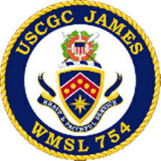 USCGC JAMES
BRAVE & FAITHFUL SERVICE
WMSL 754